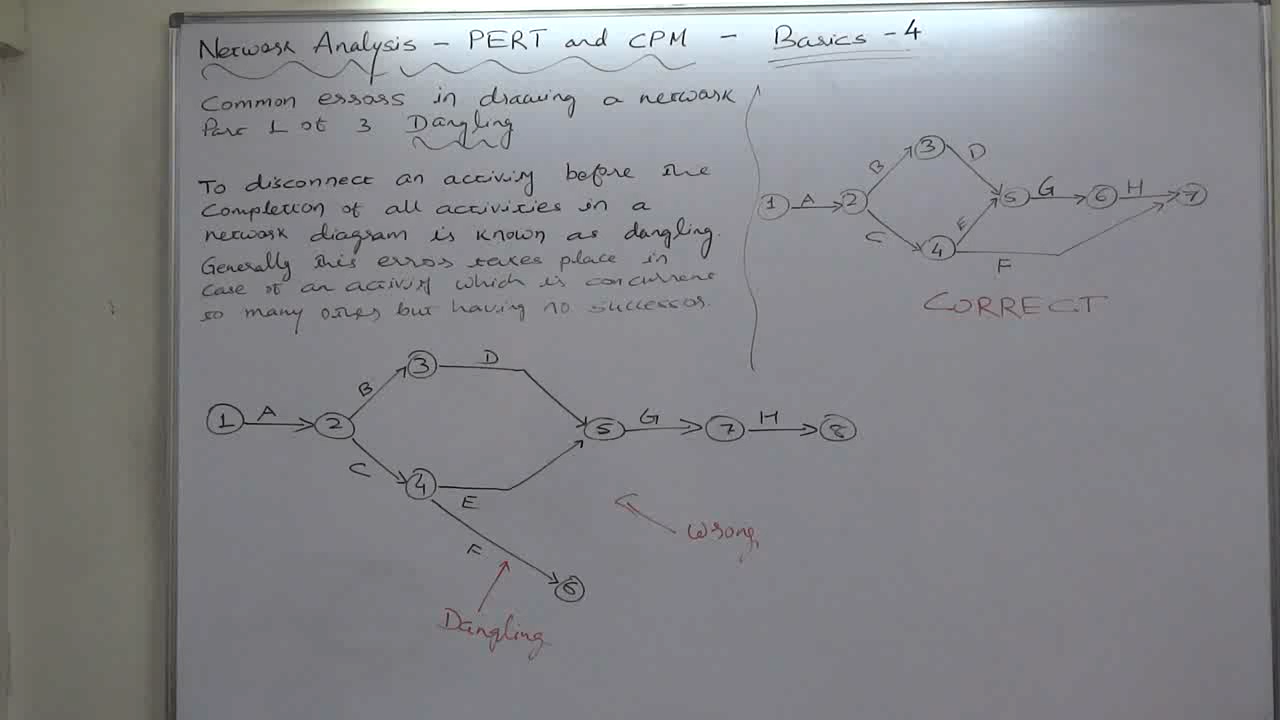 Network Analysis - PERT and CPM - Basics - 4
Common errors in drawing a network
Part 1 of 3 Dangling
To disconnect an activity before the
completion of all activities in a
network diagram is known as dangling.
Generally this error takes place in
case of an activity which is concurrent
to many ones but having no successor.
3
B
D
1 A 2 5 G 6 H 7
C
E
4
F
CORRECT
3 D
B
1 A 2 5 G 7 H 8
C
4 E
Wrong
F
6
Dangling